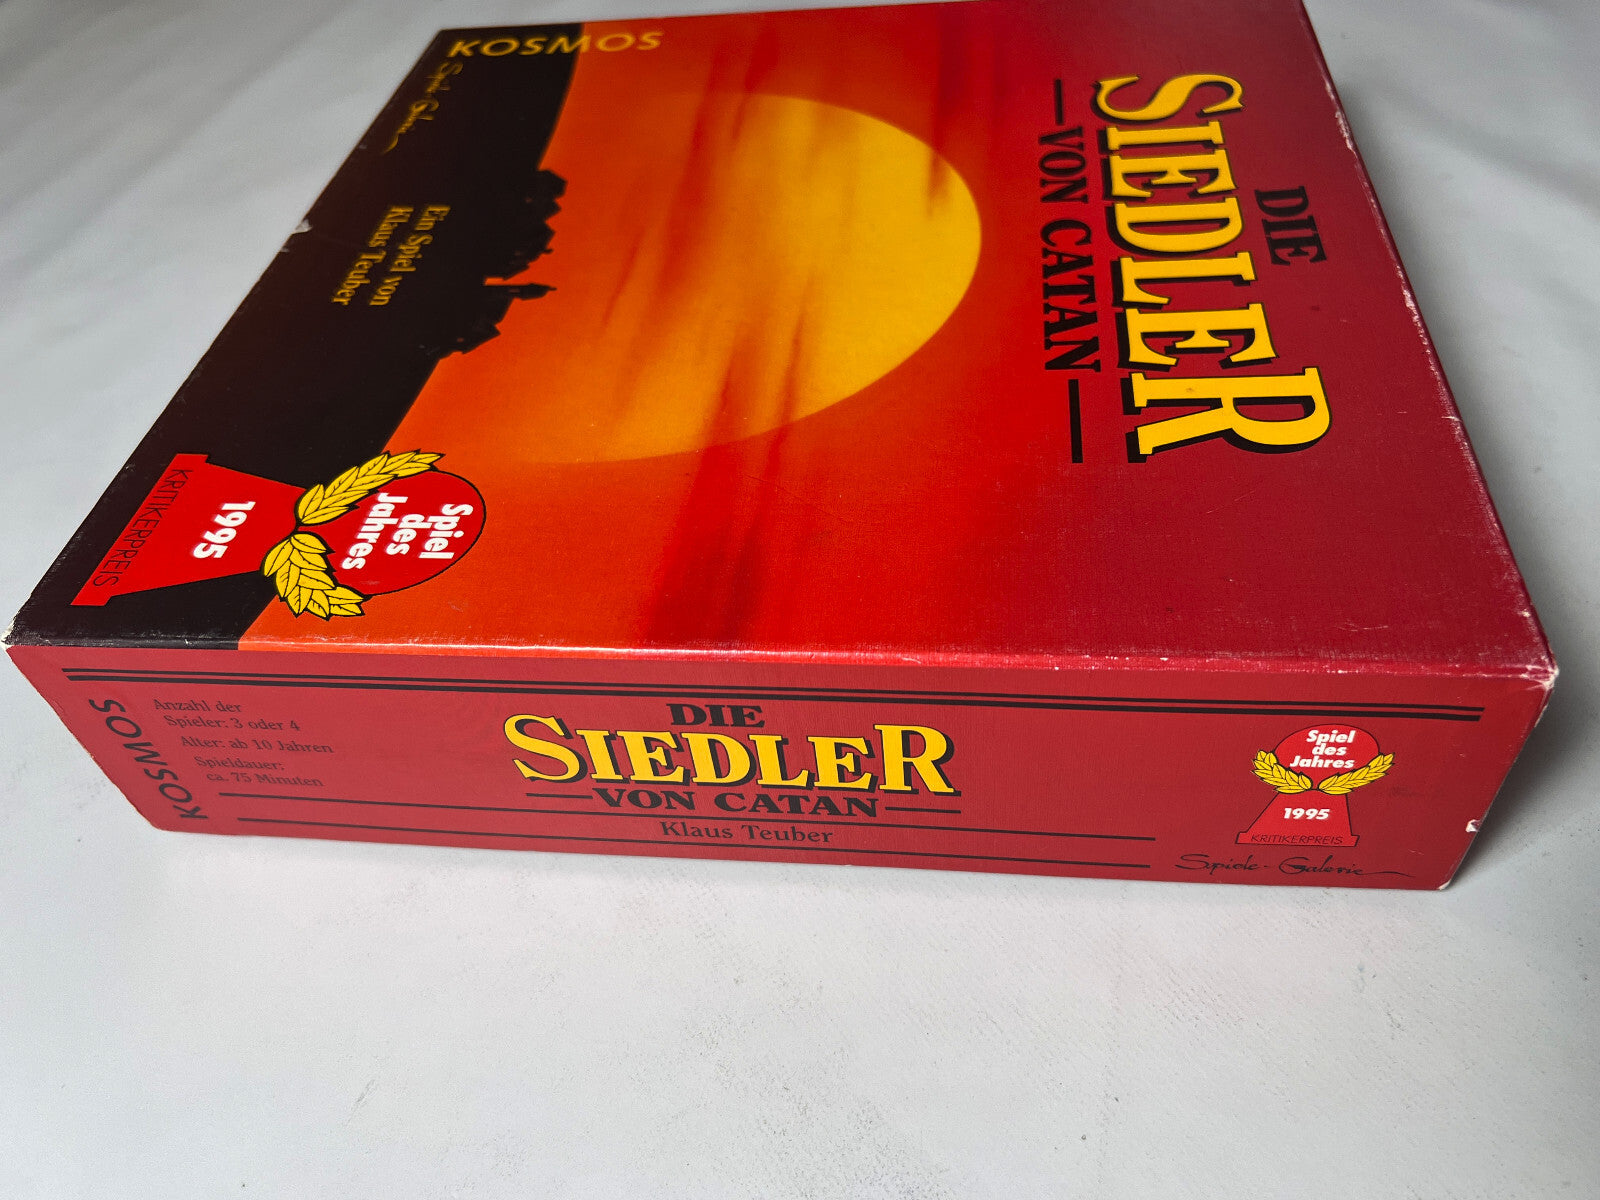 KOSMOS
Spiele-Galerie
DIE
SIEDLER
VON CATAN
Ein Spiel von
Klaus Teuber
Spiel
des
Jahres
1995
KRITIKERPREIS
KOSMOS
Anzahl der
Spieler: 3 oder 4
Alter: ab 10 Jahren
Spieldauer:
ca. 75 Minuten
DIE
SIEDLER
VON CATAN
Klaus Teuber
Spiel
des
Jahres
1995
KRITIKERPREIS
Spiele-Galerie